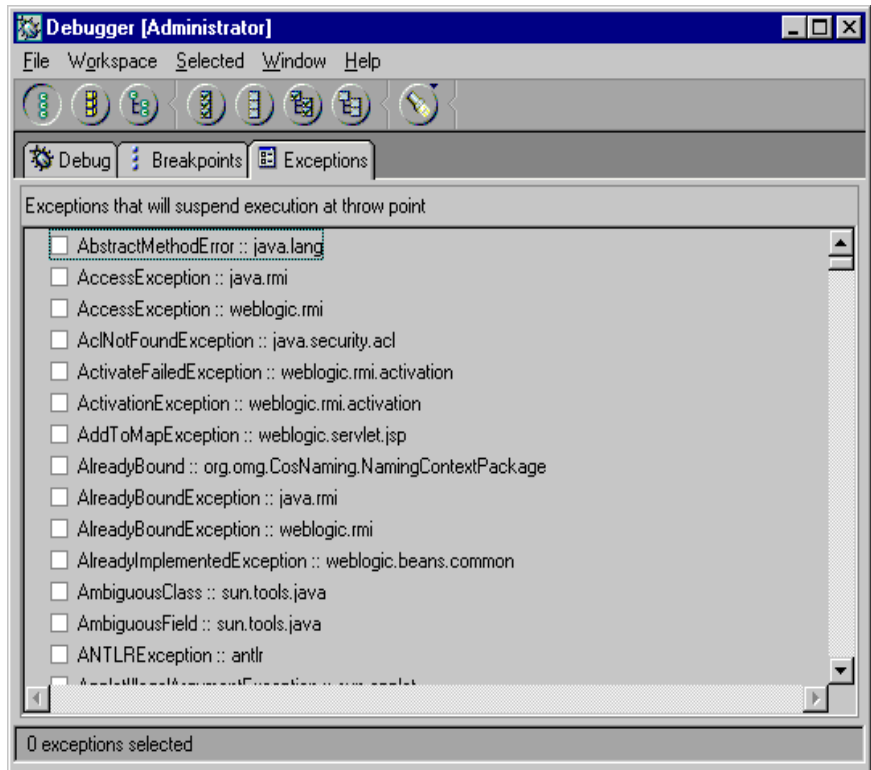 Debugger [Administrator]
File Workspace Selected Window Help
Debug Breakpoints Exceptions
Exceptions that will suspend execution at throw point
AbstractMethodError :: java.lang
AccessException :: java.rmi
AccessException :: weblogic.rmi
AclNotFoundException :: java.security.acl
ActivateFailedException :: weblogic.rmi.activation
ActivationException :: weblogic.rmi.activation
AddToMapException :: weblogic.servlet.jsp
AlreadyBound :: org.omg.CosNaming.NamingContextPackage
AlreadyBoundException :: java.rmi
AlreadyBoundException :: weblogic.rmi
AlreadyImplementedException :: weblogic.beans.common
AmbiguousClass :: sun.tools.java
AmbiguousField :: sun.tools.java
ANTLRException :: antlr
0 exceptions selected